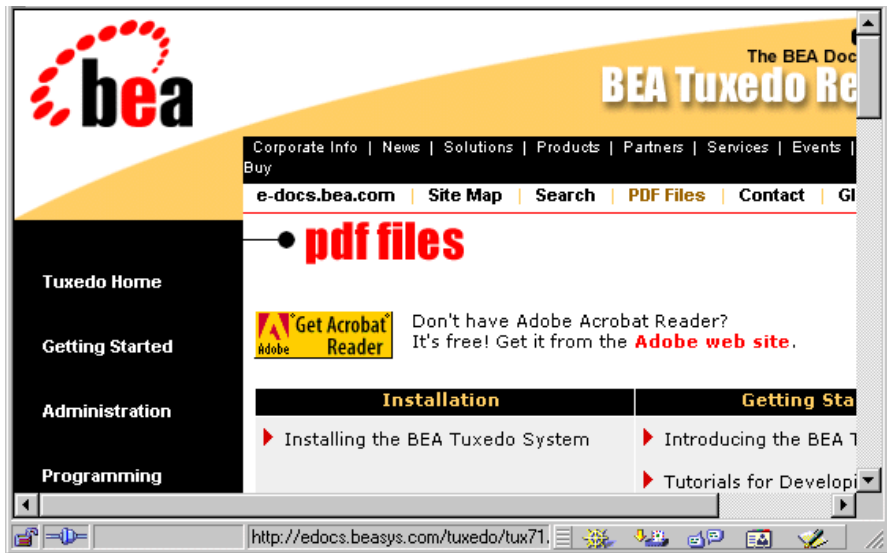 bea
The BEA Doc
BEA Tuxedo Re
Corporate Info | News | Solutions | Products | Partners | Services | Events |
Buy
e-docs.bea.com | Site Map | Search | PDF Files | Contact | Gl
pdf files
Tuxedo Home
Getting Started
Administration
Programming
Get Acrobat
Adobe Reader
Don't have Adobe Acrobat Reader?
It's free! Get it from the Adobe web site.
Installation
Installing the BEA Tuxedo System
Getting Sta
Introducing the BEA T
Tutorials for Developi
http://edocs.beasys.com/tuxedo/tux71.